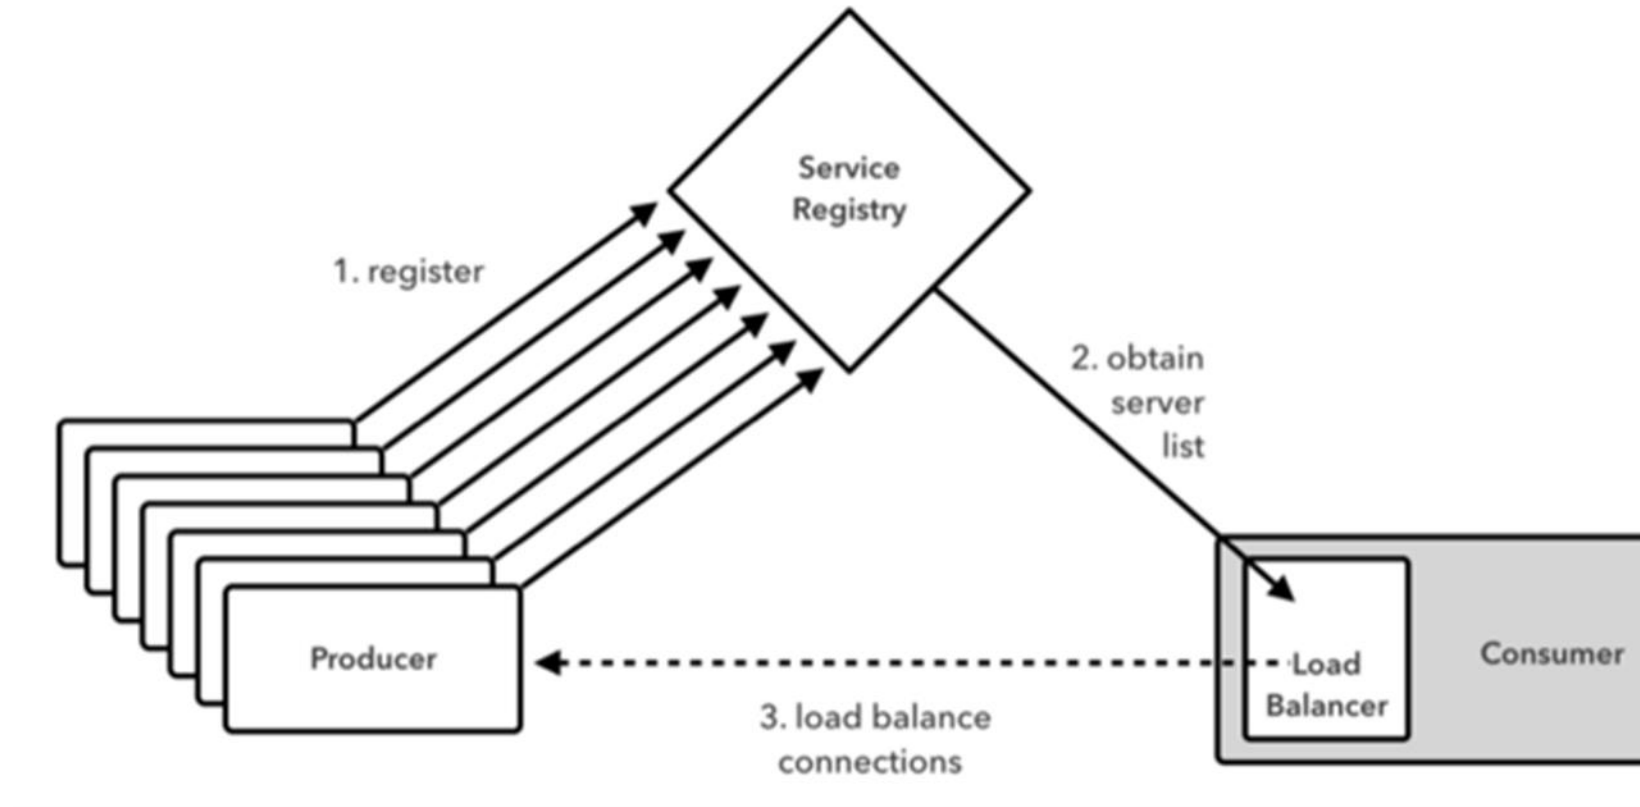 Service
Registry
1. register
2. obtain
server
list
Producer
Load
Balancer
Consumer
3. load balance
connections